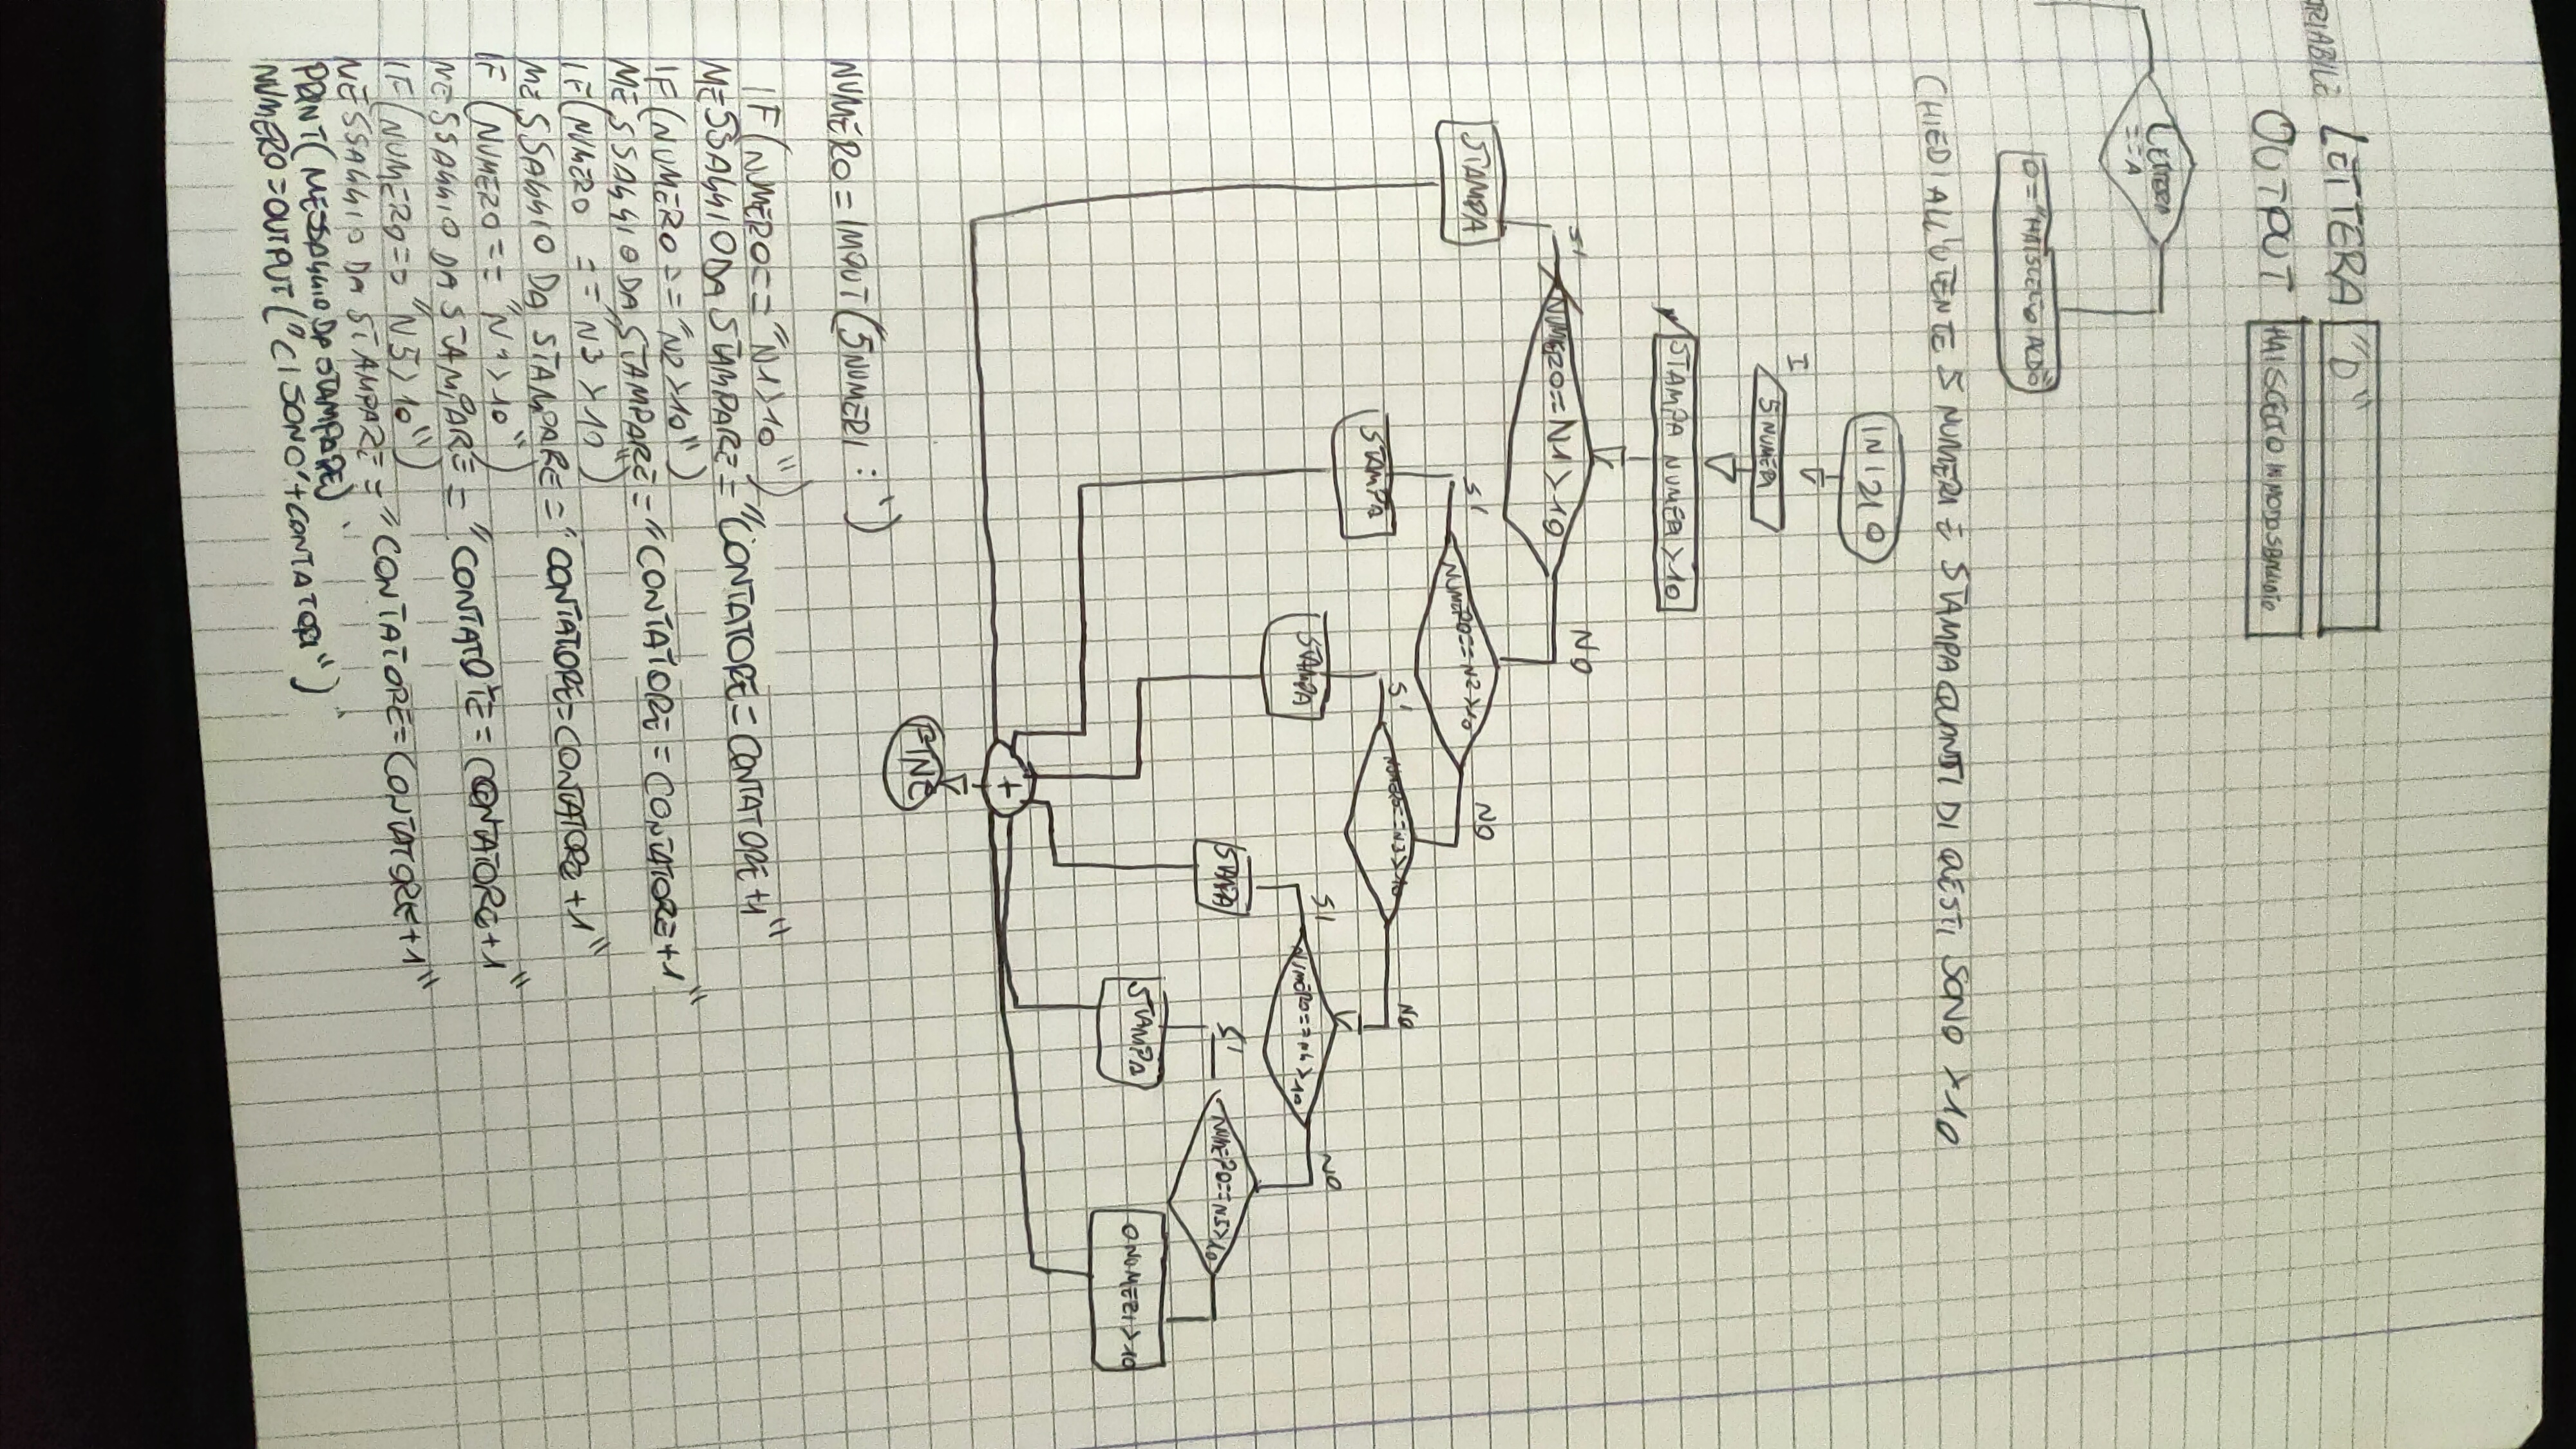 LETTERA "D"
OUTPUT HAI SCELTO IN MODO SBAGLIATO
LETTERA
==A
O="HAI SCELTO ALDO"
CHIEDI ALL'UTENTE 5 NUMERI E STAMPA QUANTI DI QUESTI SONO >10
INIZIO
I
5 NUMERI
STAMPA NUMERI >10
NUMERO==N1>10
SI
NO
STAMPA
NUMERO==N2>10
SI
NO
STAMPA
NUMERO==N3>10
SI
NO
STAMPA
NUMERO==N4>10
SI
NO
STAMPA
NUMERO==N5>10
SI
STAMPA
0 NUMERI >10
+
FINE
NUMERO = INPUT (5 NUMERI : ")
IF (NUMERO == "N1>10")
MESSAGGIO DA STAMPARE = "CONTATORE = CONTATORE +1"
IF (NUMERO == "N2>10")
MESSAGGIO DA STAMPARE = "CONTATORE = CONTATORE +1"
IF (NUMERO == "N3>10")
MESSAGGIO DA STAMPARE = "CONTATORE = CONTATORE +1"
IF (NUMERO == "N4>10")
MESSAGGIO DA STAMPARE = "CONTATORE = CONTATORE +1"
IF (NUMERO == "N5>10")
MESSAGGIO DA STAMPARE = "CONTATORE = CONTATORE +1"
PRINT (MESSAGGIO DA STAMPARE)
NUMERO = OUTPUT ("CI SONO"+CONTATORI")